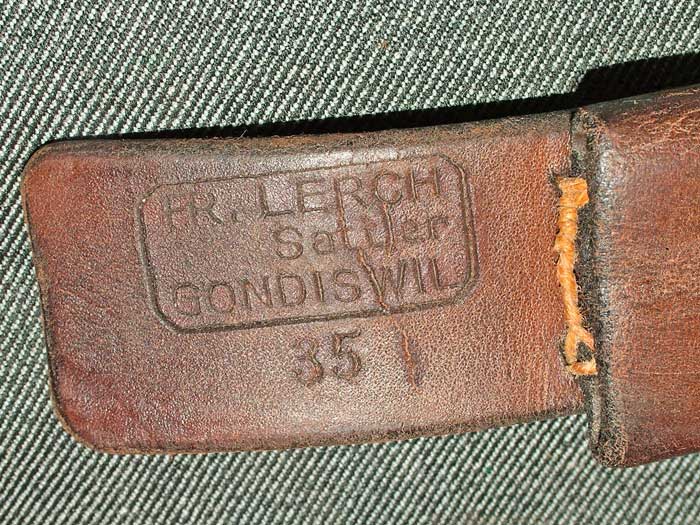 FR. LERCH
Sattler
GONDISWIL
35